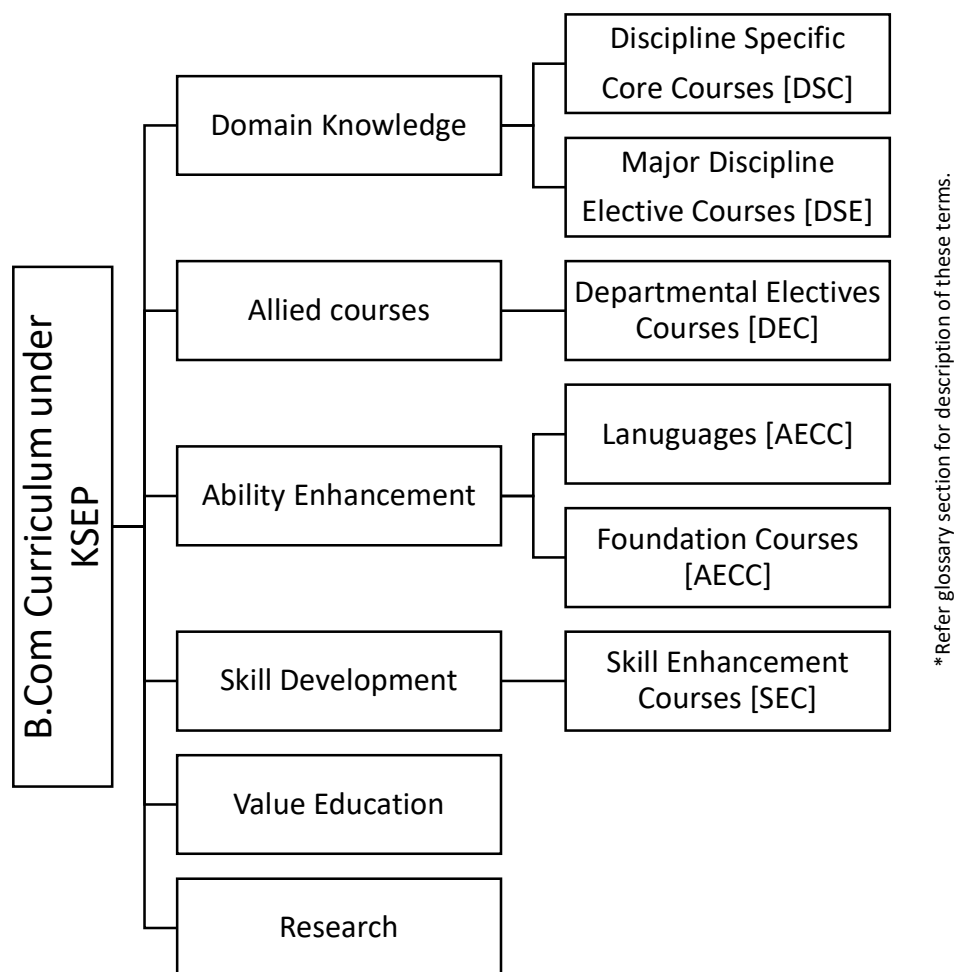 B.Com Curriculum under
KSEP
Domain Knowledge
Discipline Specific
Core Courses [DSC]
Major Discipline
Elective Courses [DSE]
Allied courses
Departmental Electives
Courses [DEC]
Ability Enhancement
Lanuguages [AECC]
Foundation Courses
[AECC]
Skill Development
Skill Enhancement
Courses [SEC]
Value Education
Research
*Refer glossary section for description of these terms.